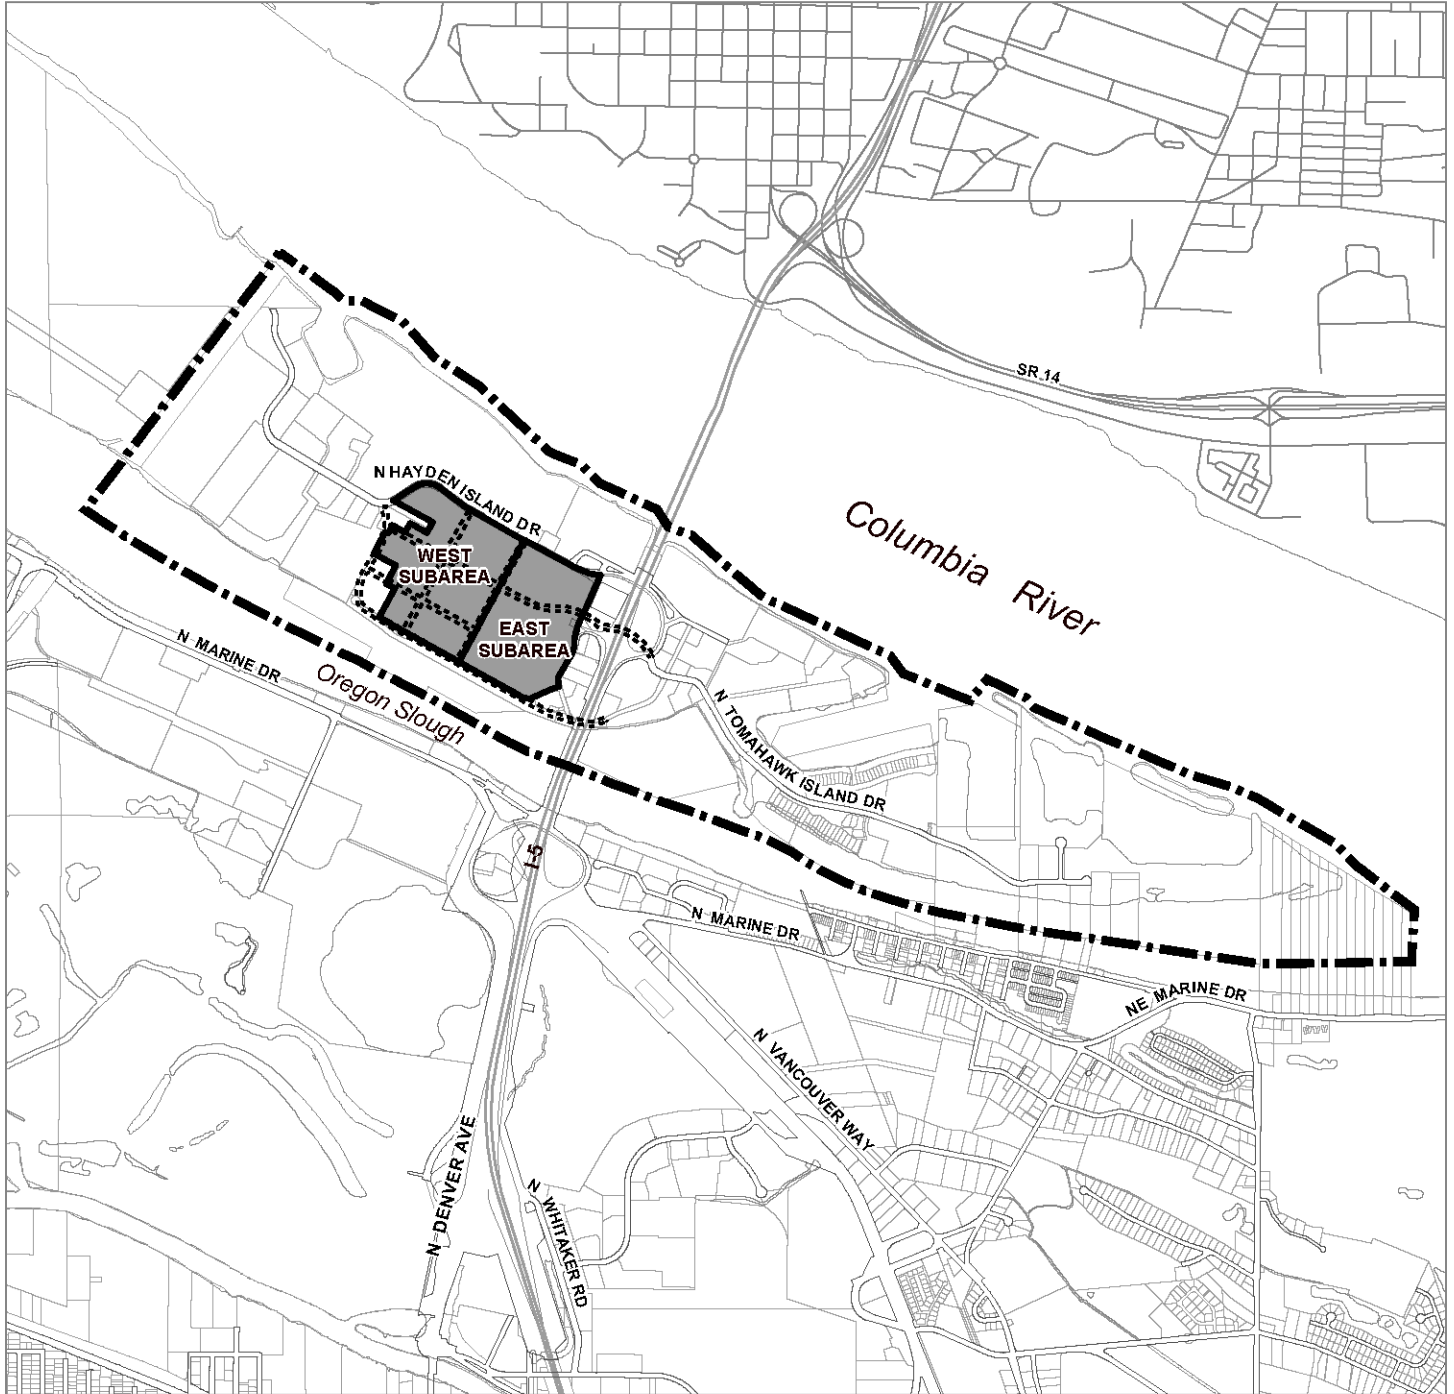 SR 14
N HAYDEN ISLAND DR
Columbia River
WEST
SUBAREA
EAST
SUBAREA
N MARINE DR
Oregon Slough
N TOMAHAWK ISLAND DR
I-5
N MARINE DR
NE MARINE DR
N VANCOUVER WAY
N DENVER AVE
N WHITAKER RD